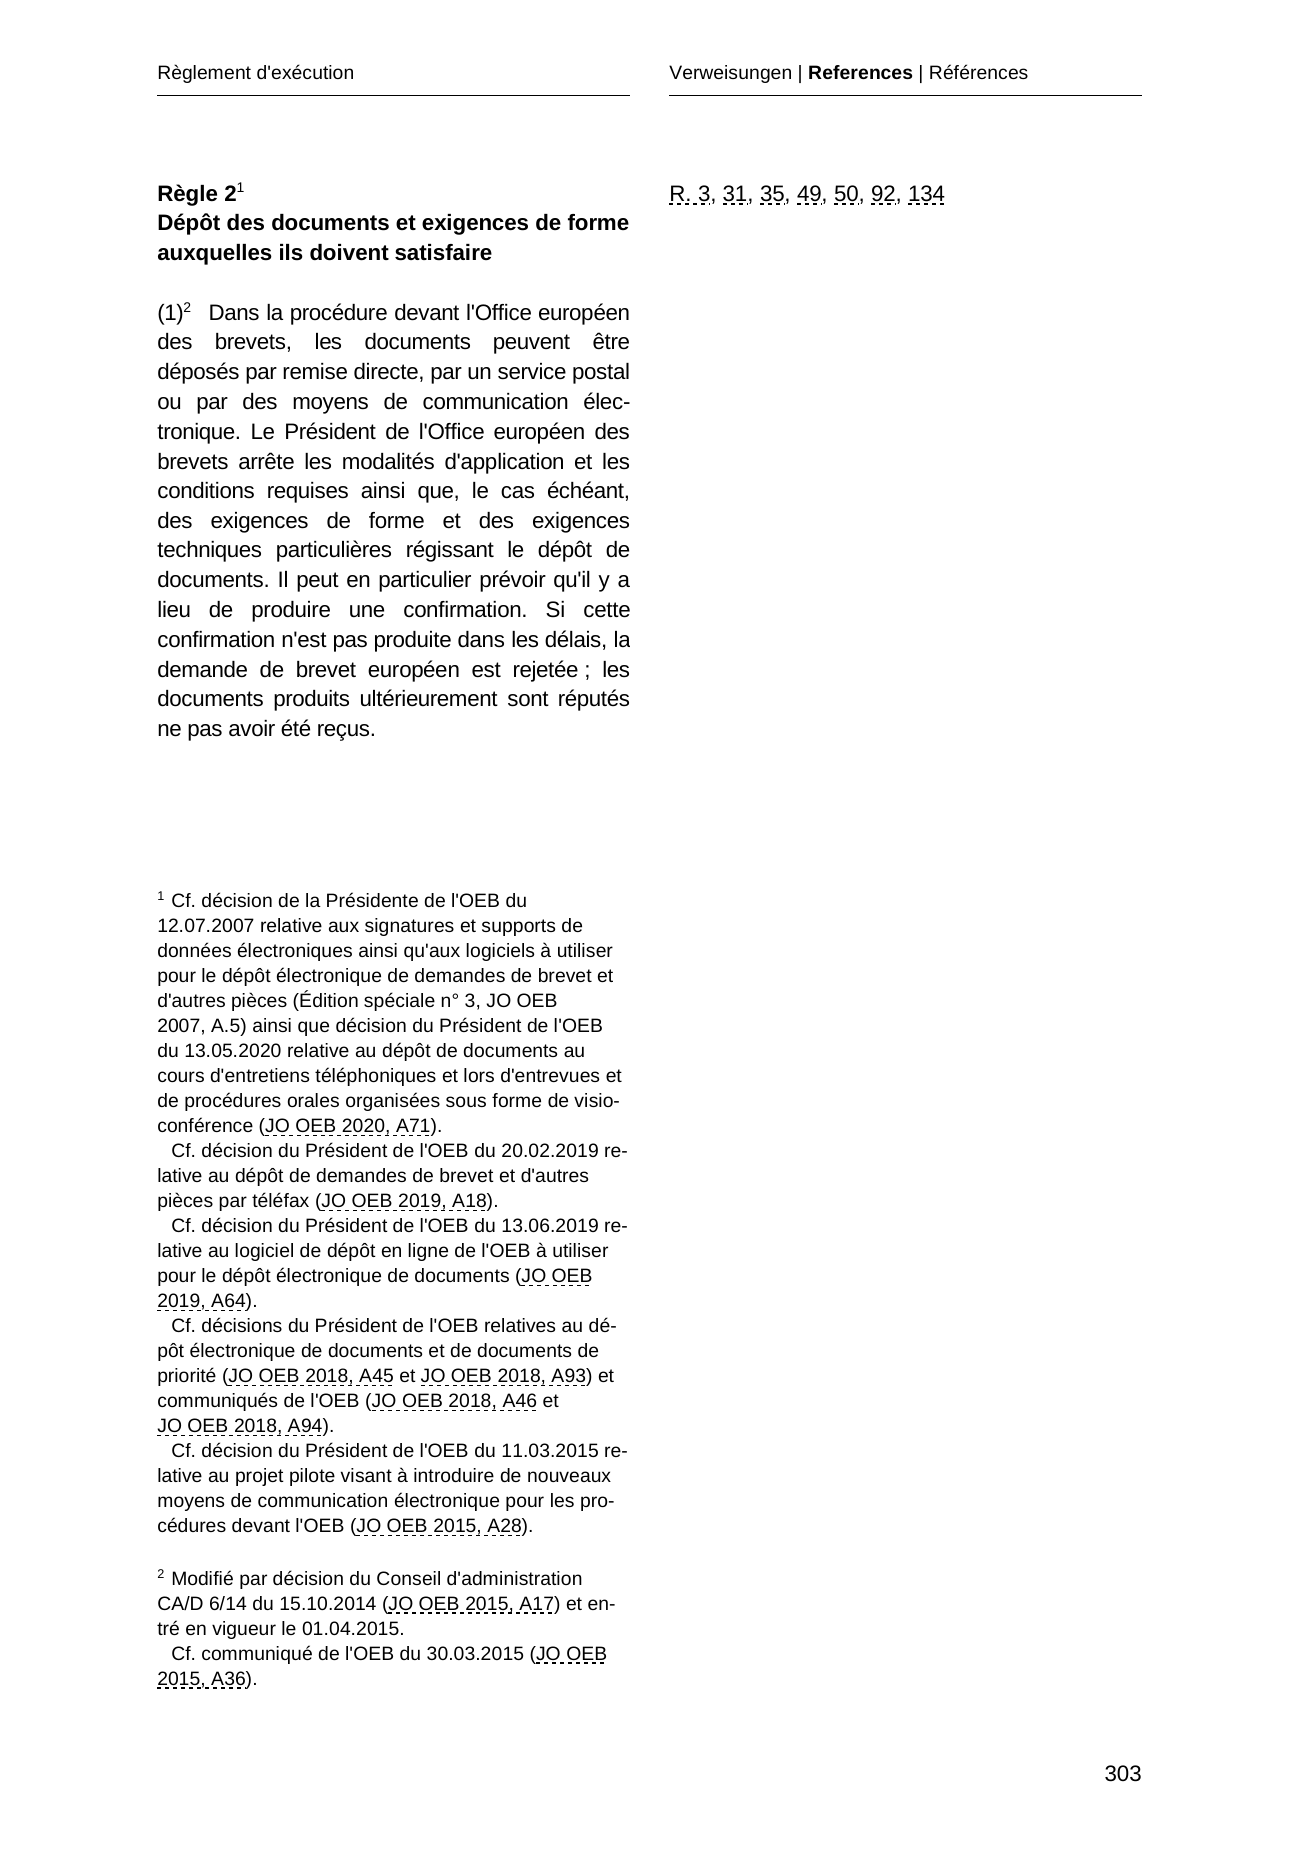 Règlement d'exécution
Verweisungen | References | Références
Règle 2¹
Dépôt des documents et exigences de forme
auxquelles ils doivent satisfaire
R. 3, 31, 35, 49, 50, 92, 134
(1)² Dans la procédure devant l'Office européen
des brevets, les documents peuvent être
déposés par remise directe, par un service postal
ou par des moyens de communication élec-
tronique. Le Président de l'Office européen des
brevets arrête les modalités d'application et les
conditions requises ainsi que, le cas échéant,
des exigences de forme et des exigences
techniques particulières régissant le dépôt de
documents. Il peut en particulier prévoir qu'il y a
lieu de produire une confirmation. Si cette
confirmation n'est pas produite dans les délais, la
demande de brevet européen est rejetée ; les
documents produits ultérieurement sont réputés
ne pas avoir été reçus.
¹ Cf. décision de la Présidente de l'OEB du
12.07.2007 relative aux signatures et supports de
données électroniques ainsi qu'aux logiciels à utiliser
pour le dépôt électronique de demandes de brevet et
d'autres pièces (Édition spéciale n° 3, JO OEB
2007, A.5) ainsi que décision du Président de l'OEB
du 13.05.2020 relative au dépôt de documents au
cours d'entretiens téléphoniques et lors d'entrevues et
de procédures orales organisées sous forme de visio-
conférence (JO OEB 2020, A71).
Cf. décision du Président de l'OEB du 20.02.2019 re-
lative au dépôt de demandes de brevet et d'autres
pièces par téléfax (JO OEB 2019, A18).
Cf. décision du Président de l'OEB du 13.06.2019 re-
lative au logiciel de dépôt en ligne de l'OEB à utiliser
pour le dépôt électronique de documents (JO OEB
2019, A64).
Cf. décisions du Président de l'OEB relatives au dé-
pôt électronique de documents et de documents de
priorité (JO OEB 2018, A45 et JO OEB 2018, A93) et
communiqués de l'OEB (JO OEB 2018, A46 et
JO OEB 2018, A94).
Cf. décision du Président de l'OEB du 11.03.2015 re-
lative au projet pilote visant à introduire de nouveaux
moyens de communication électronique pour les pro-
cédures devant l'OEB (JO OEB 2015, A28).
² Modifié par décision du Conseil d'administration
CA/D 6/14 du 15.10.2014 (JO OEB 2015, A17) et en-
tré en vigueur le 01.04.2015.
Cf. communiqué de l'OEB du 30.03.2015 (JO OEB
2015, A36).
303